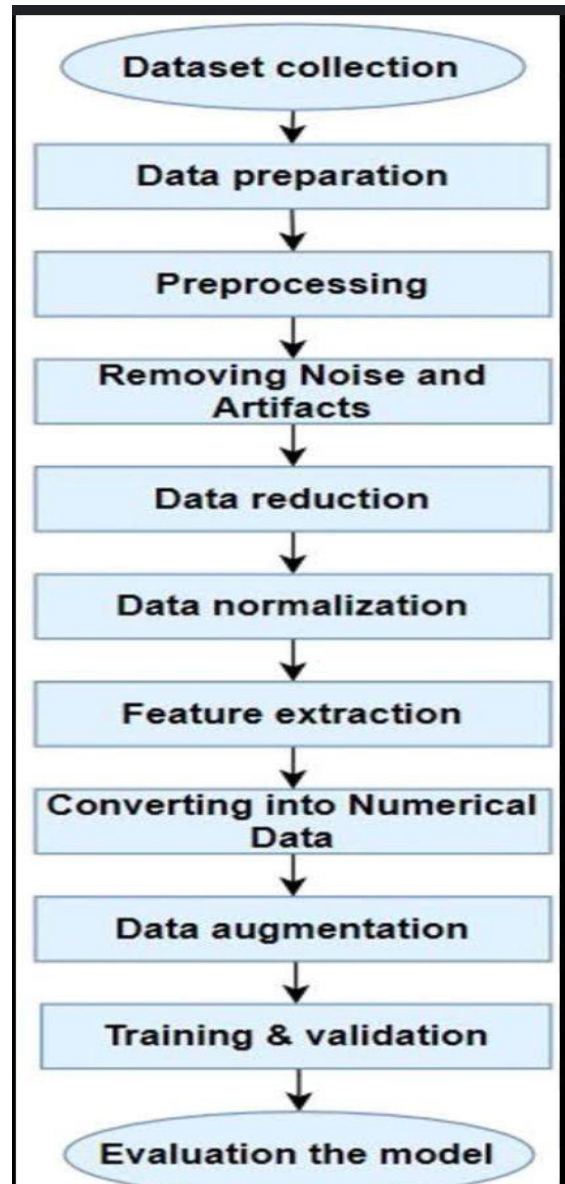 Dataset collection
Data preparation
Preprocessing
Removing Noise and
Artifacts
Data reduction
Data normalization
Feature extraction
Converting into Numerical
Data
Data augmentation
Training & validation
Evaluation the model